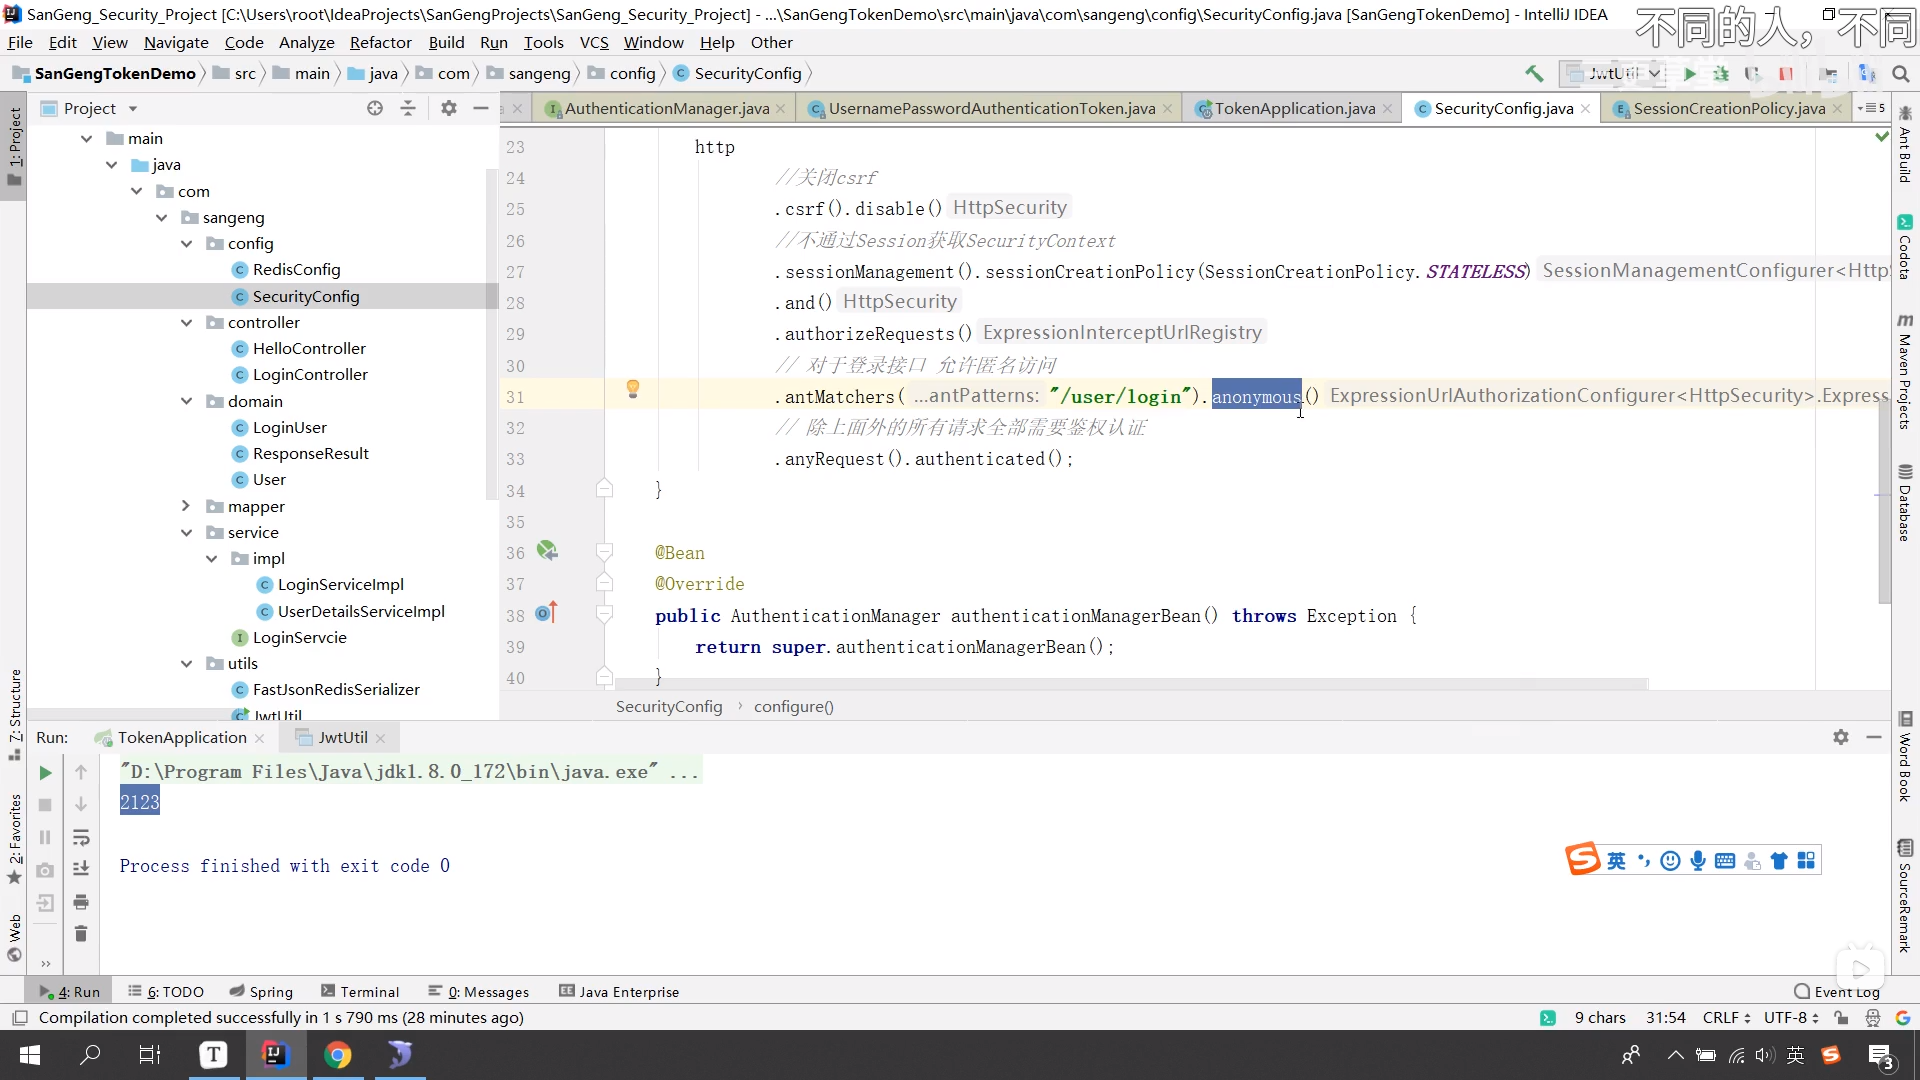 SanGeng_Security_Project [C:\Users\root\IdeaProjects\SanGengProjects\SanGeng_Security_Project] - ...\SanGengTokenDemo\src\main\java\com\sangeng\config\SecurityConfig.java [SanGengTokenDemo] - IntelliJ IDEA
不同的人，不同
File Edit View Navigate Code Analyze Refactor Build Run Tools VCS Window Help Other
SanGengTokenDemo src main java com sangeng config SecurityConfig JwtUtil
1: Project
Project
AuthenticationManager.java UsernamePasswordAuthenticationToken.java TokenApplication.java SecurityConfig.java SessionCreationPolicy.java 5
main
java
com
sangeng
config
RedisConfig
SecurityConfig
controller
HelloController
LoginController
domain
LoginUser
ResponseResult
User
mapper
service
impl
LoginServiceImpl
UserDetailsServiceImpl
LoginServcie
utils
FastJsonRedisSerializer
JwtUtil
23 http
24 //关闭csrf
25 .csrf().disable() HttpSecurity
26 //不通过Session获取SecurityContext
27 .sessionManagement().sessionCreationPolicy(SessionCreationPolicy.STATELESS) SessionManagementConfigurer<Http
28 .and() HttpSecurity
29 .authorizeRequests() ExpressionInterceptUrlRegistry
30 // 对于登录接口 允许匿名访问
31 .antMatchers( ...antPatterns: "/user/login").anonymous() ExpressionUrlAuthorizationConfigurer<HttpSecurity>.Express
32 // 除上面外的所有请求全部需要鉴权认证
33 .anyRequest().authenticated();
34 }
35
36 @Bean
37 @Override
38 public AuthenticationManager authenticationManagerBean() throws Exception {
39 return super.authenticationManagerBean();
40 }
SecurityConfig › configure()
Ant Build
Codota
Maven Projects
Database
Word Book
SourceRemark
Z: Structure
2: Favorites
Web
Run: TokenApplication JwtUtil
"D:\Program Files\Java\jdk1.8.0_172\bin\java.exe" ...
2123
Process finished with exit code 0
英
4: Run 6: TODO Spring Terminal 0: Messages Java Enterprise Event Log
Compilation completed successfully in 1 s 790 ms (28 minutes ago) 9 chars 31:54 CRLF UTF-8
英 3